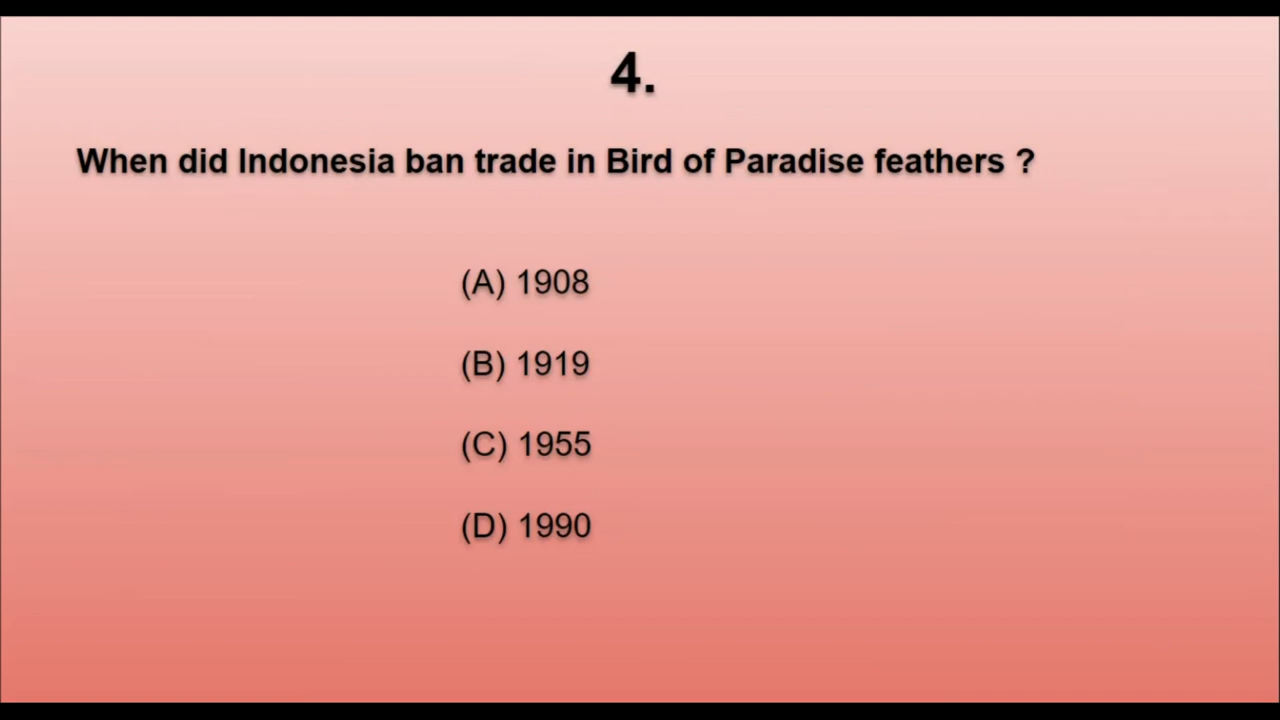 4.
When did Indonesia ban trade in Bird of Paradise feathers ?
(A) 1908
(B) 1919
(C) 1955
(D) 1990